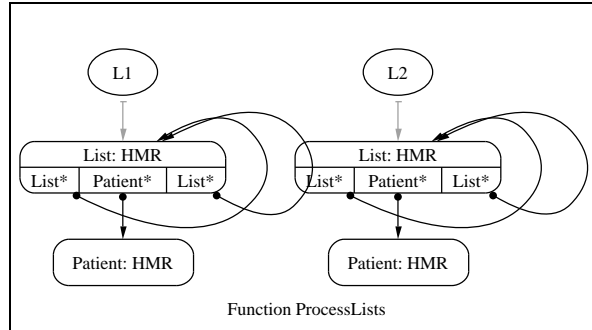 L1
L2
List: HMR
List: HMR
List* Patient* List*
List* Patient* List*
Patient: HMR
Patient: HMR
Function ProcessLists